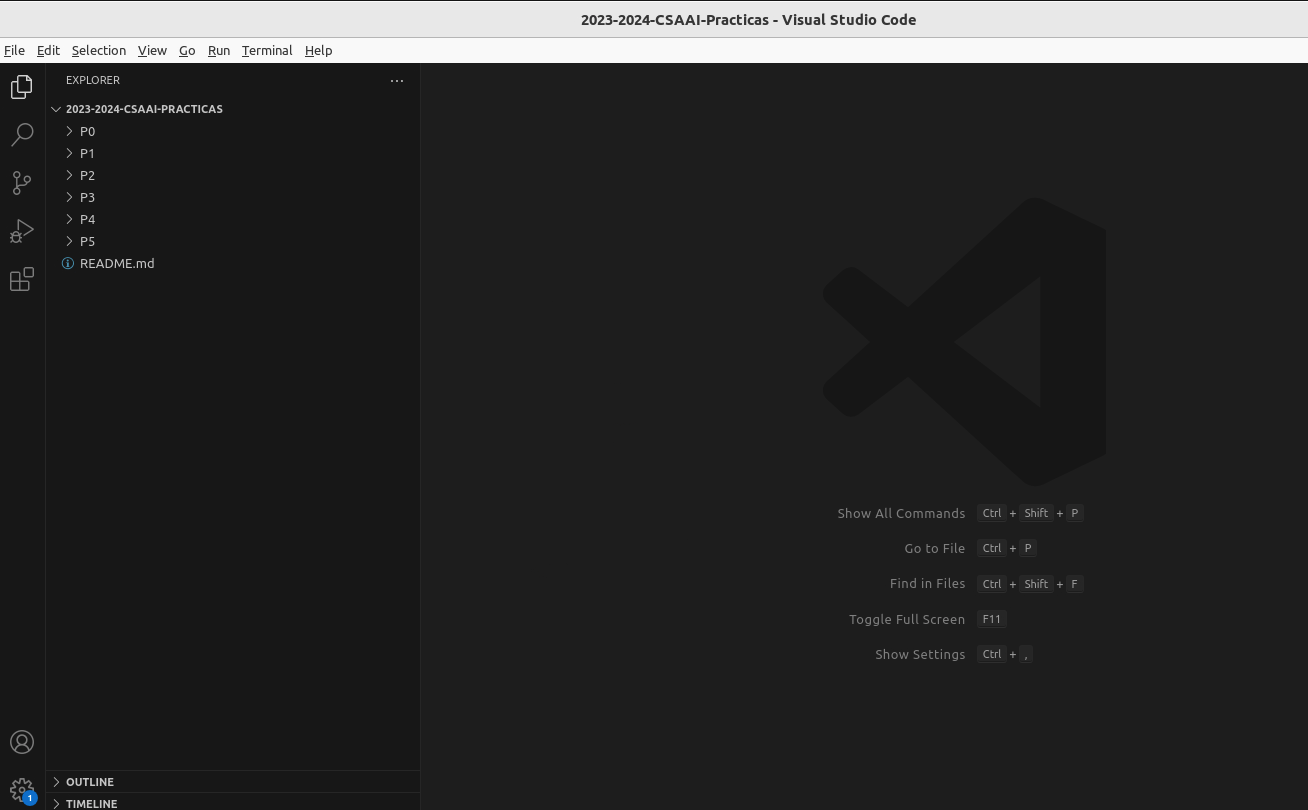 2023-2024-CSAAI-Practicas - Visual Studio Code
File Edit Selection View Go Run Terminal Help
EXPLORER
2023-2024-CSAAI-PRACTICAS
P0
P1
P2
P3
P4
P5
README.md
Show All Commands Ctrl + Shift + P
Go to File Ctrl + P
Find in Files Ctrl + Shift + F
Toggle Full Screen F11
Show Settings Ctrl + ,
OUTLINE
1
TIMELINE